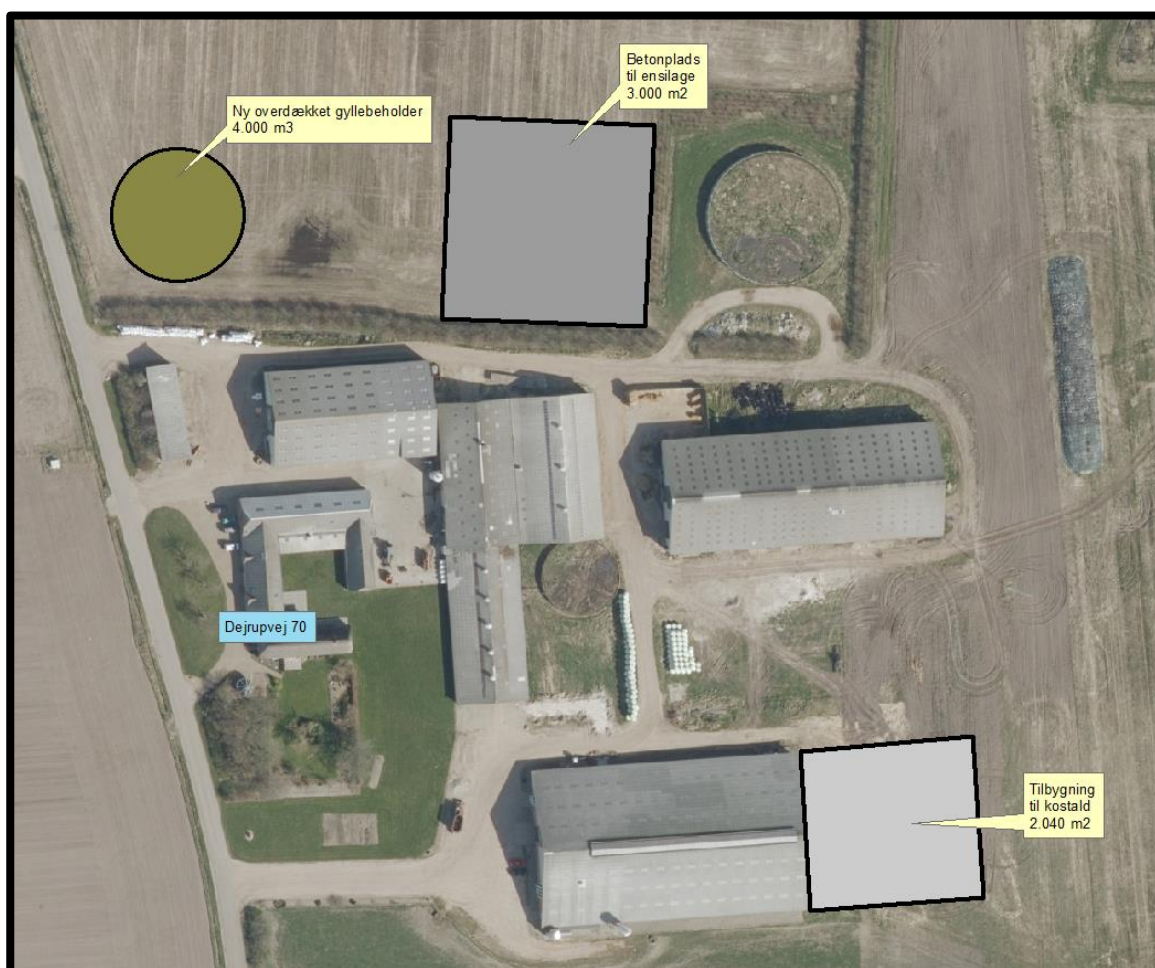 Betonplads
til ensilage
3.000 m2
Ny overdækket gyllebeholder
4.000 m3
Dejrupvej 70
Tilbygning
til kostald
2.040 m2